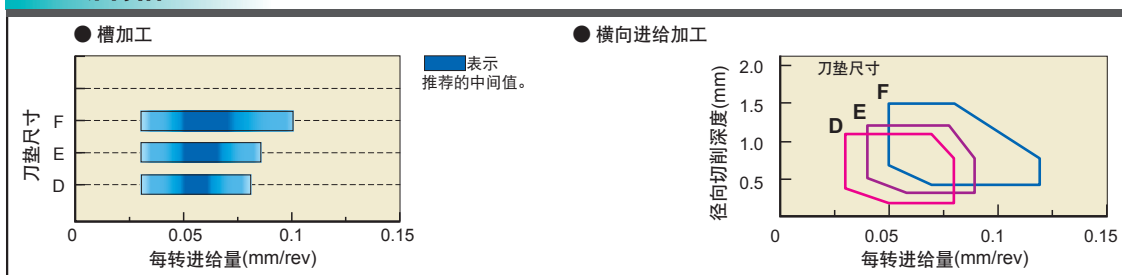 ● 槽加工
刀垫尺寸
F
E
D
0
0.05
0.1
0.15
每转进给量(mm/rev)
表示
推荐的中间值。
● 横向进给加工
径向切削深度(mm)
2.0
1.5
1.0
0.5
刀垫尺寸
F
E
D
0
0.05
0.1
0.15
每转进给量(mm/rev)